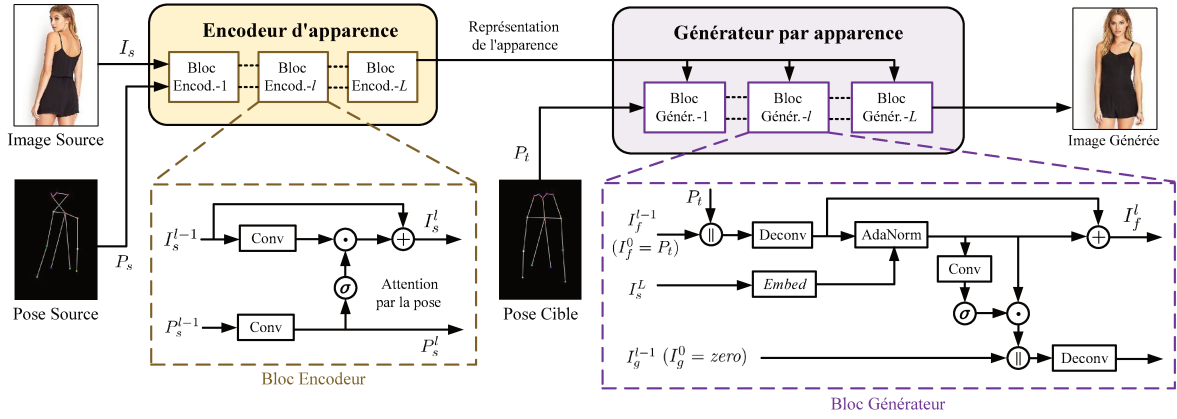 Encodeur d'apparence
I_s
Bloc
Encod.-1
Bloc
Encod.-l
Bloc
Encod.-L
Image Source
P_s
Pose Source
Représentation
de l'apparence
Générateur par apparence
Bloc
Génér.-1
Bloc
Génér.-l
Bloc
Génér.-L
Image Générée
P_t
Pose Cible
I_s^{l-1}
Conv
I_s^l
σ
Attention
par la pose
P_s^{l-1}
Conv
P_s^l
Bloc Encodeur
P_t
I_f^{l-1}
(I_f^0 = P_t)
||
Deconv
AdaNorm
I_f^l
I_s^L
Embed
Conv
σ
I_g^{l-1} (I_g^0 = zero)
||
Deconv
Bloc Générateur